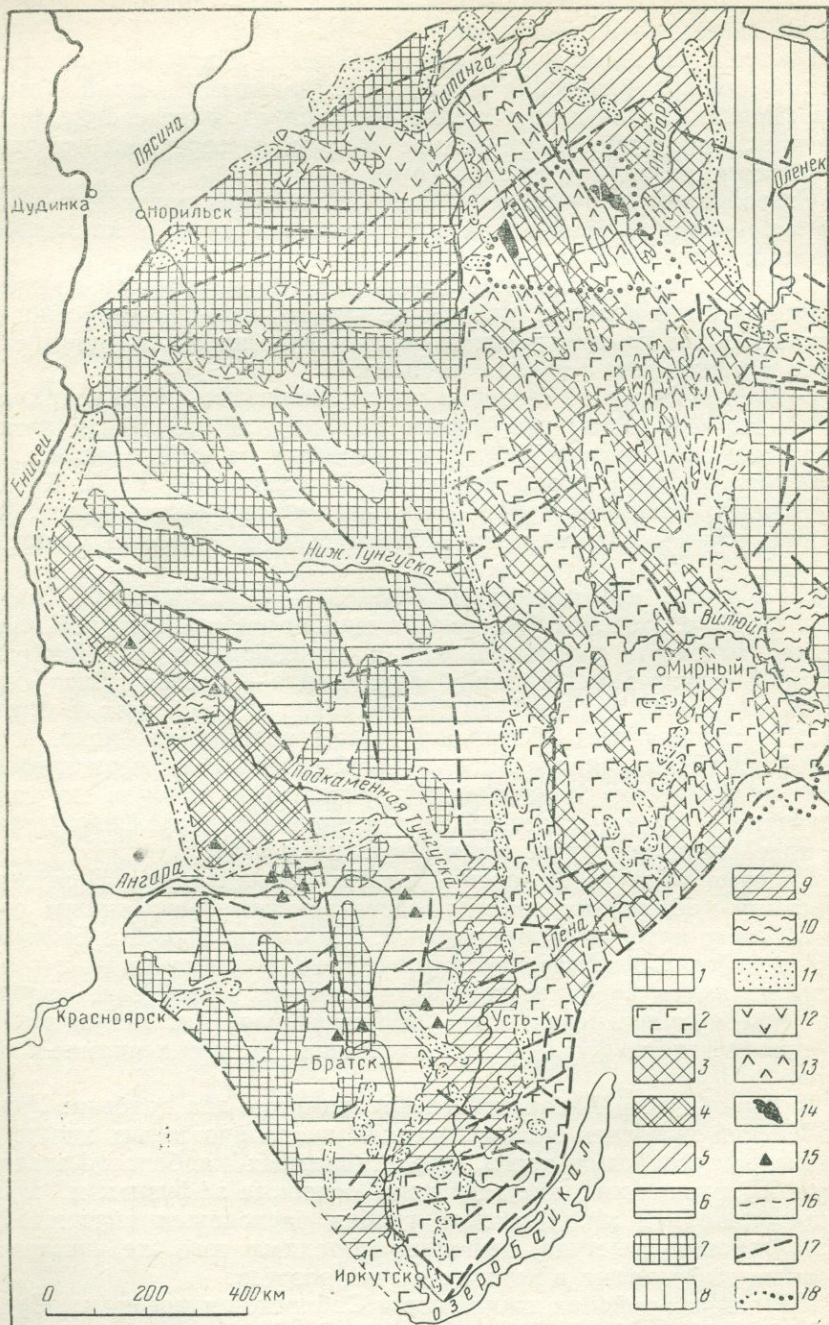 Хатанга
Пясина
Анабар
Оленек
Дудинка
Норильск
Енисей
Ниж. Тунгуска
Вилюй
Мирный
Подкаменная Тунгуска
Ангара
Лена
Красноярск
Усть-Кут
Братск
озеро Байкал
Иркутск
0 200 400 км
1
2
3
4
5
6
7
8
9
10
11
12
13
14
15
16
17
18